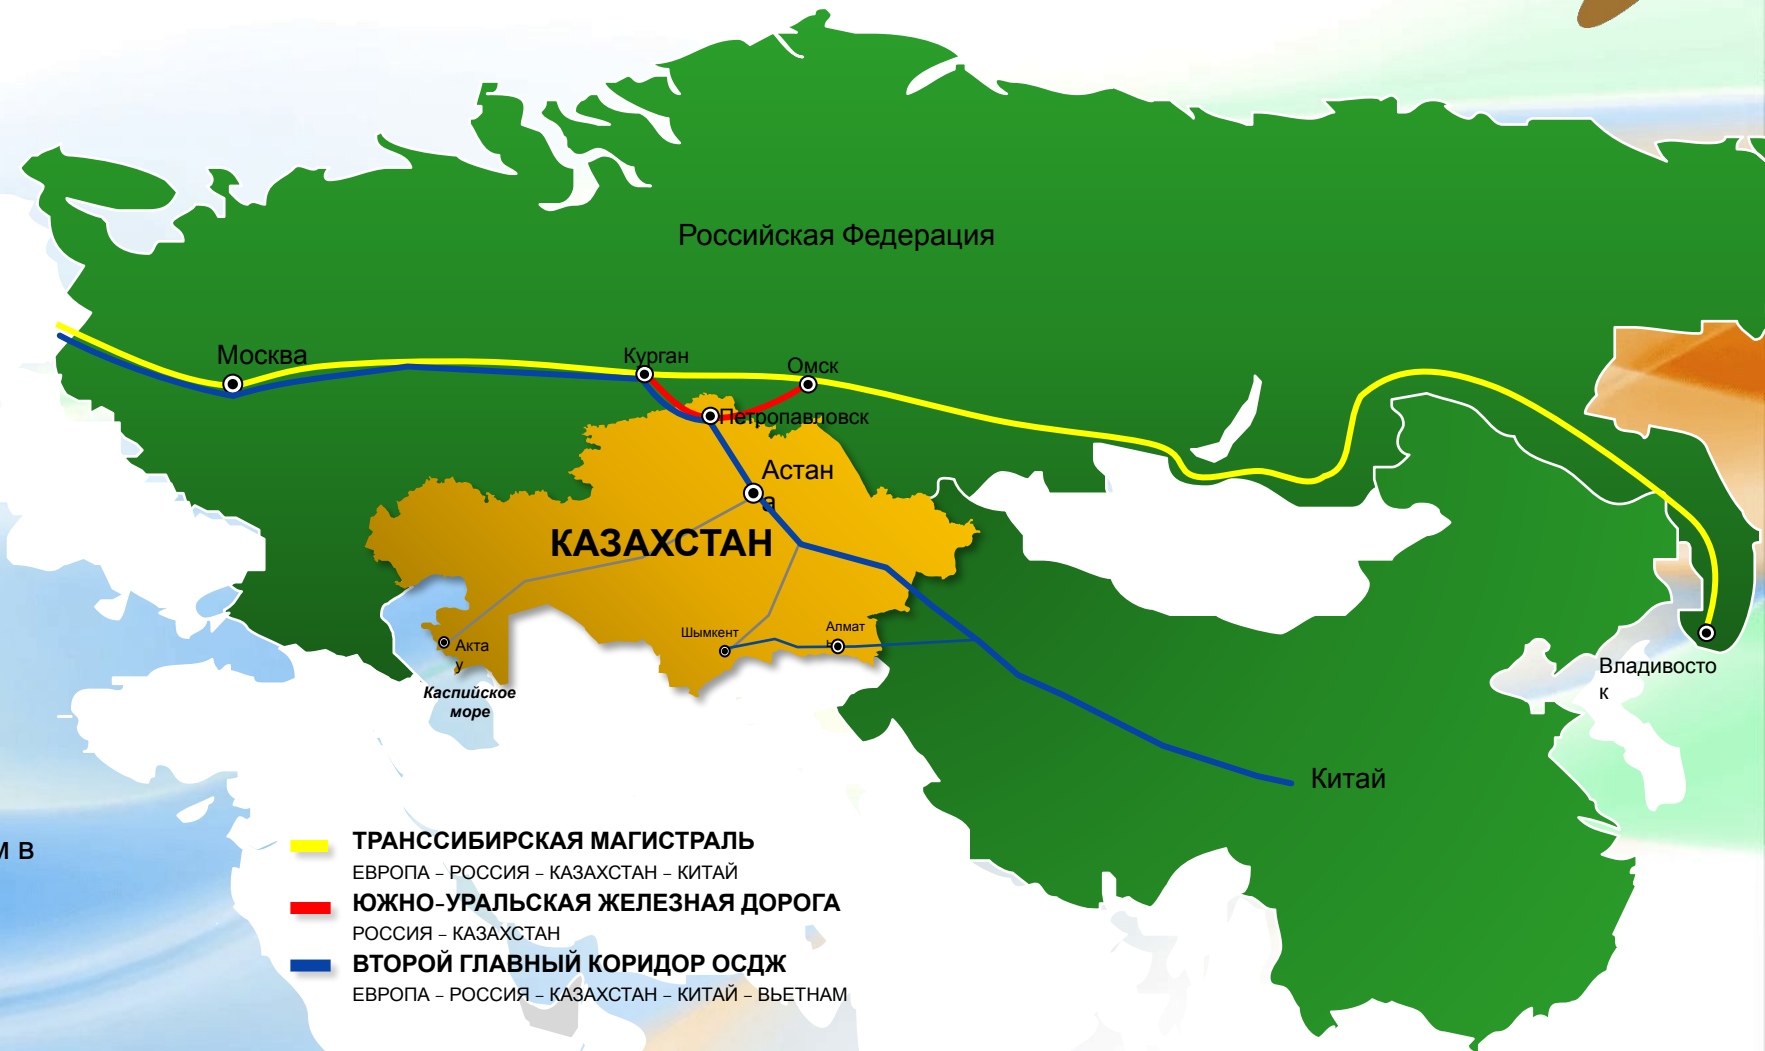 Российская Федерация
Москва
Курган
Омск
Петропавловск
Астан
а
КАЗАХСТАН
Шымкент
Алмат
ы
Акта
у
Каспийское
море
Владивосто
к
Китай
м в
ТРАНССИБИРСКАЯ МАГИСТРАЛЬ
ЕВРОПА – РОССИЯ – КАЗАХСТАН – КИТАЙ
ЮЖНО-УРАЛЬСКАЯ ЖЕЛЕЗНАЯ ДОРОГА
РОССИЯ – КАЗАХСТАН
ВТОРОЙ ГЛАВНЫЙ КОРИДОР ОСДЖ
ЕВРОПА – РОССИЯ – КАЗАХСТАН – КИТАЙ – ВЬЕТНАМ